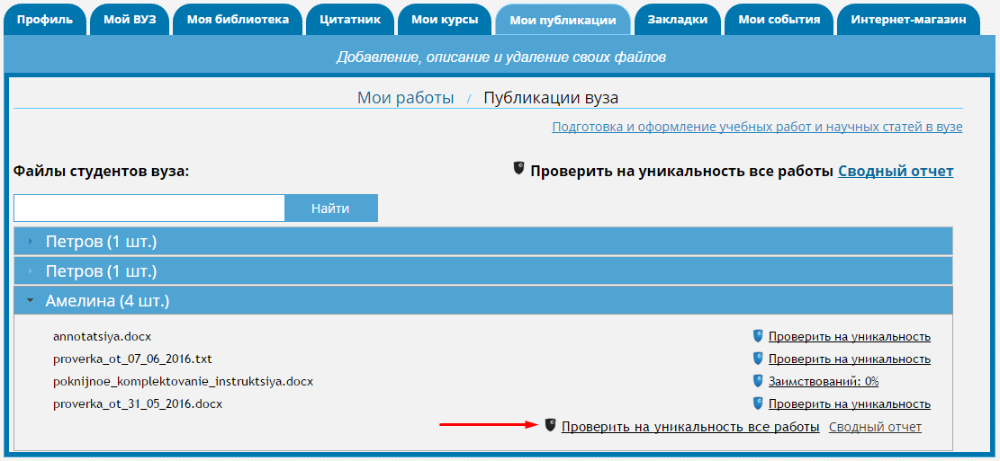 Профиль Мой ВУЗ Моя библиотека Цитатник Мои курсы Мои публикации Закладки Мои события Интернет-магазин
Добавление, описание и удаление своих файлов
Мои работы / Публикации вуза
Подготовка и оформление учебных работ и научных статей в вузе
Файлы студентов вуза: Проверить на уникальность все работы Сводный отчет
Найти
Петров (1 шт.)
Петров (1 шт.)
Амелина (4 шт.)
annotatsiya.docx Проверить на уникальность
proverka_ot_07_06_2016.txt Проверить на уникальность
poknijnoe_komplektovanie_instruktsiya.docx Заимствований: 0%
proverka_ot_31_05_2016.docx Проверить на уникальность
Проверить на уникальность все работы Сводный отчет